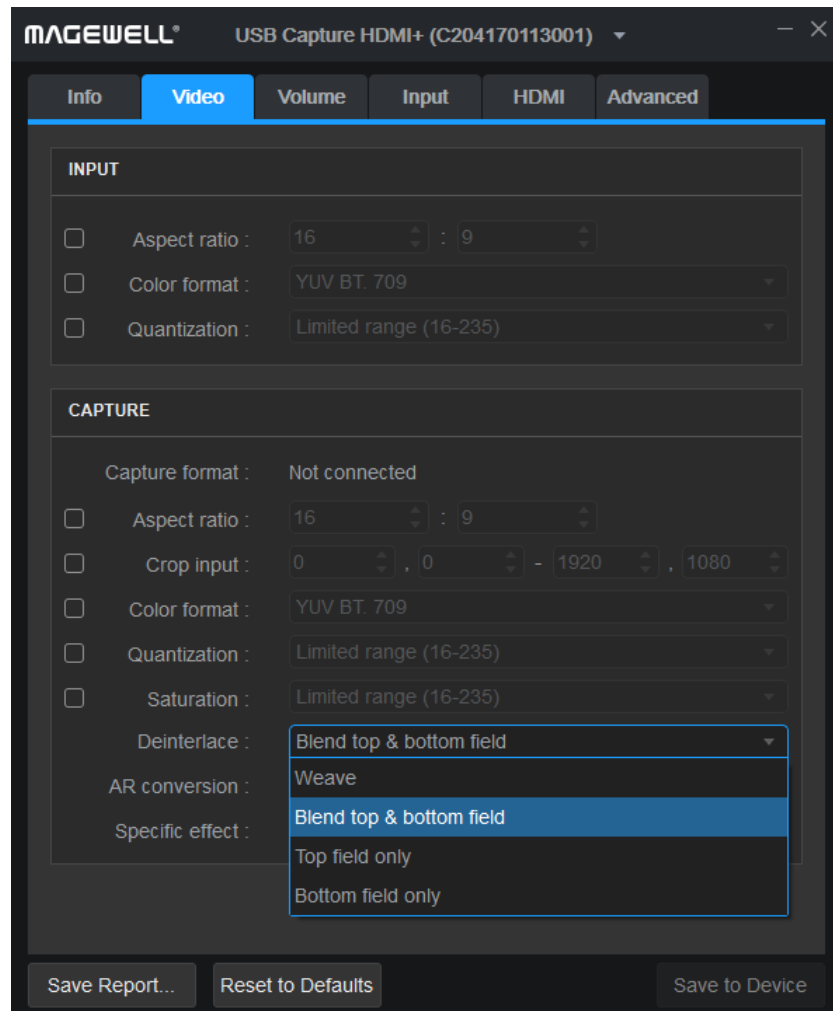 MAGEWELL® USB Capture HDMI+ (C204170113001)
Info Video Volume Input HDMI Advanced
INPUT
Aspect ratio : 16 : 9
Color format : YUV BT. 709
Quantization : Limited range (16-235)
CAPTURE
Capture format : Not connected
Aspect ratio : 16 : 9
Crop input : 0 , 0 - 1920 , 1080
Color format : YUV BT. 709
Quantization : Limited range (16-235)
Saturation : Limited range (16-235)
Deinterlace : Blend top & bottom field
AR conversion : Weave
Blend top & bottom field
Specific effect : Top field only
Bottom field only
Save Report... Reset to Defaults Save to Device